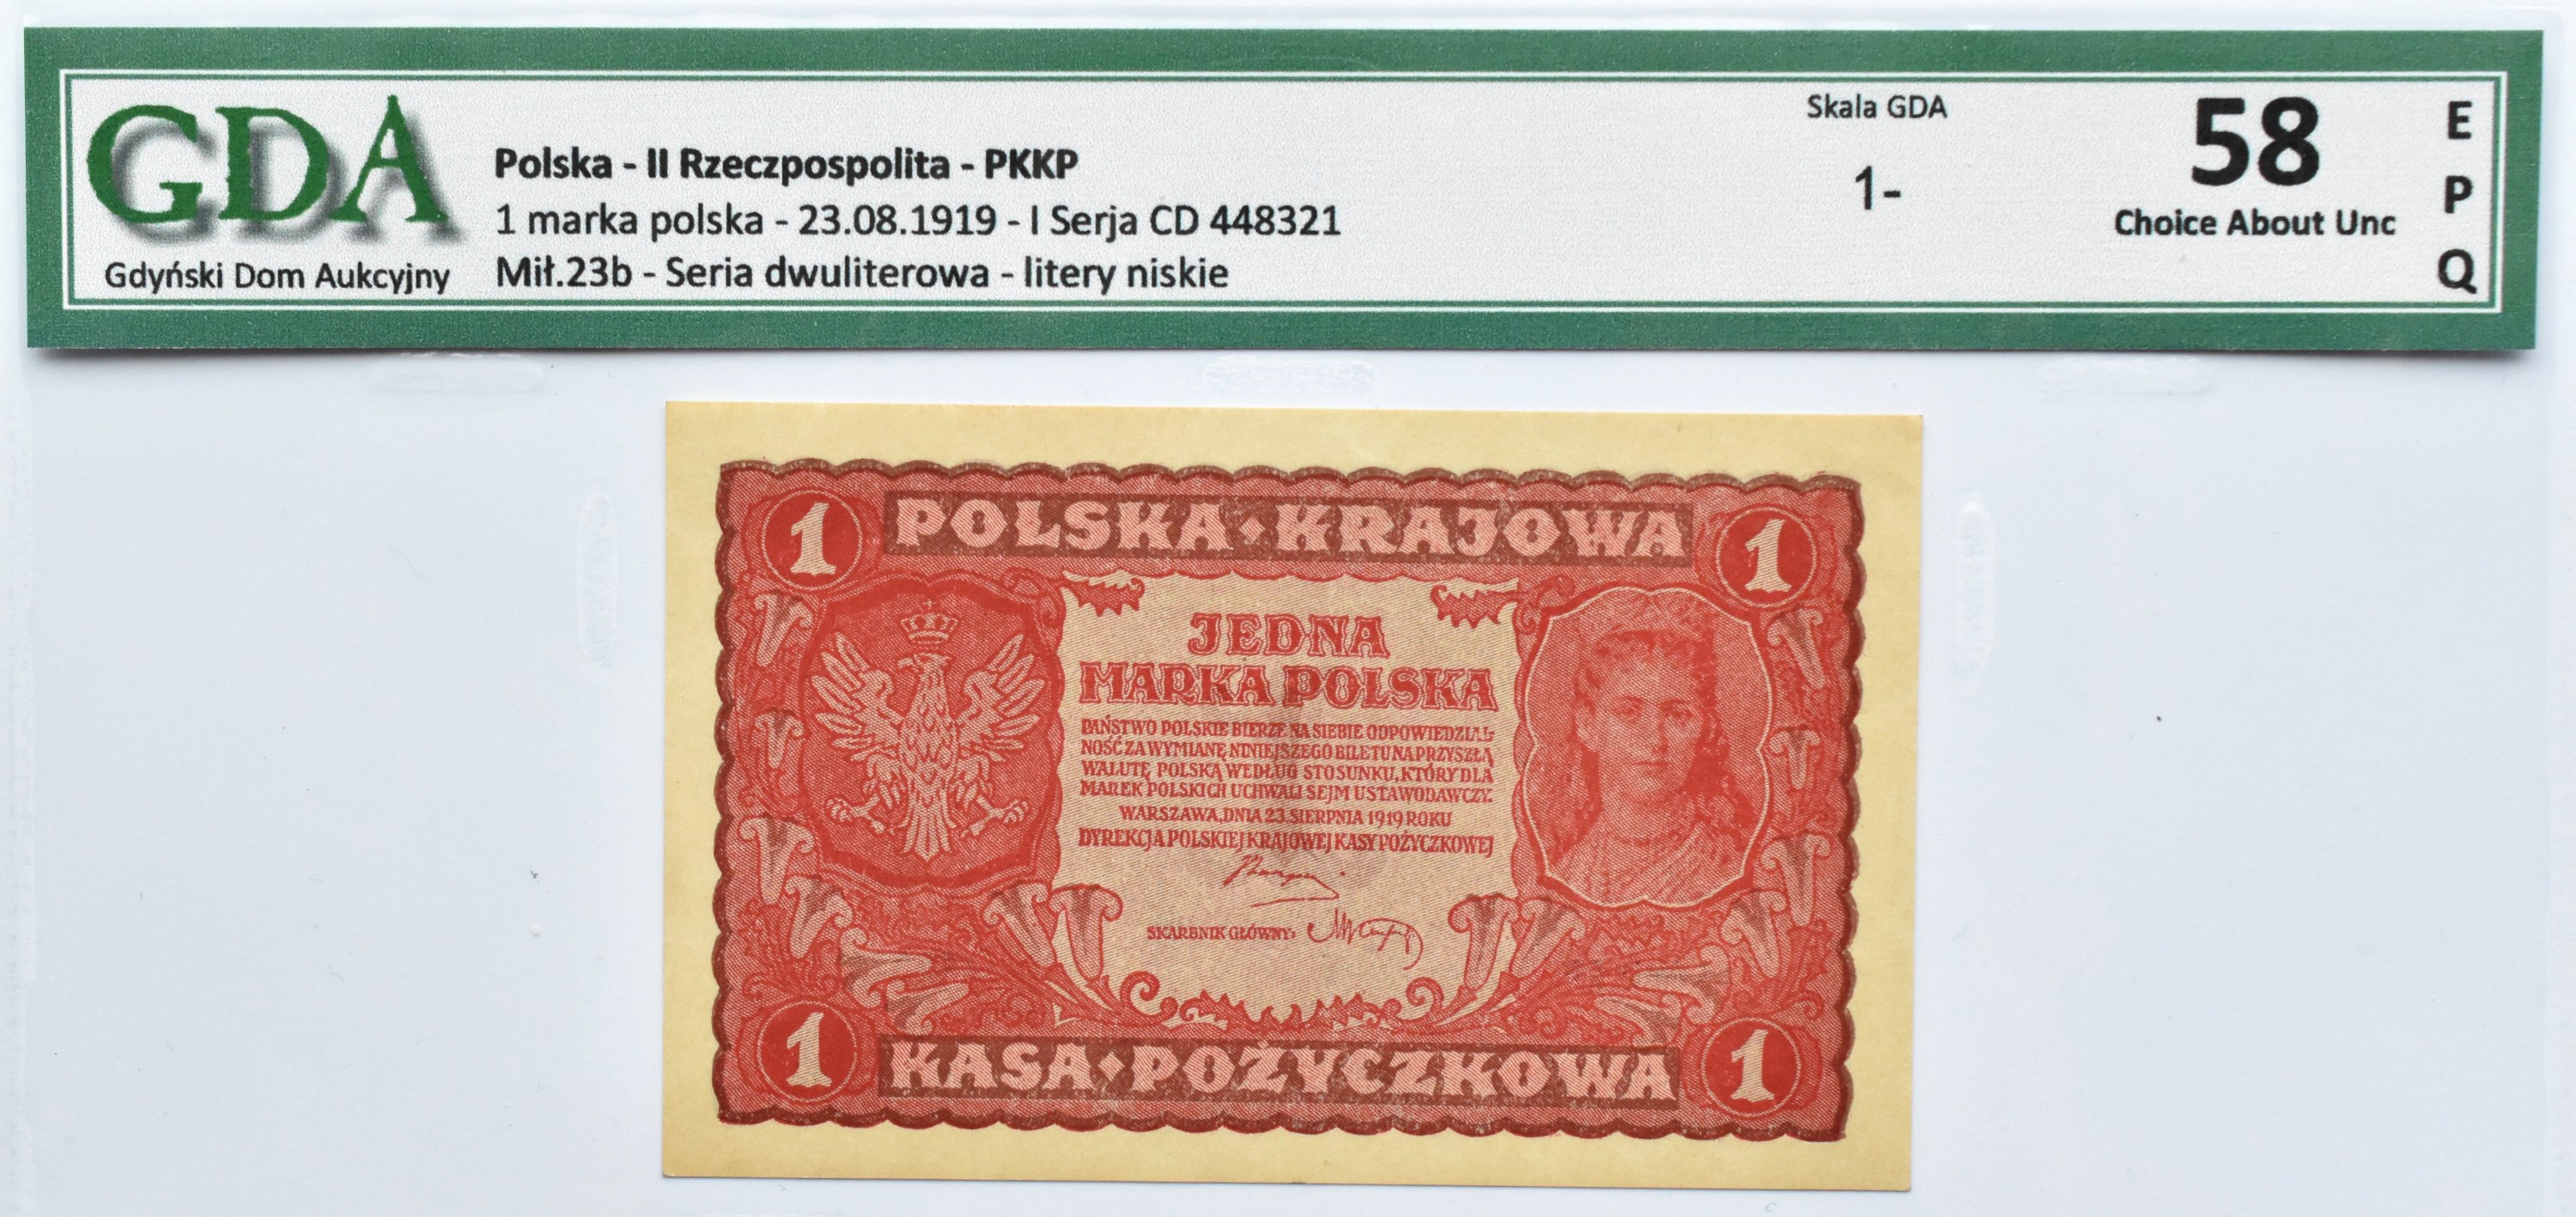 GDA
Gdyński Dom Aukcyjny
Polska - II Rzeczpospolita - PKKP
1 marka polska - 23.08.1919 - I Serja CD 448321
Mił.23b - Seria dwuliterowa - litery niskie
Skala GDA
1-
58
Choice About Unc
E
P
Q
1 POLSKA • KRAJOWA 1
JEDNA
MARKA POLSKA
PAŃSTWO POLSKIE BIERZE NA SIEBIE ODPOWIEDZIAL-
NOŚĆ ZA WYMIANĘ NINIEJSZEGO BILETU NA PRZYSZŁĄ
WALUTĘ POLSKĄ WEDŁUG STOSUNKU, KTÓRY DLA
MAREK POLSKICH UCHWALI SEJM USTAWODAWCZY.
WARSZAWA, DNIA 23 SIERPNIA 1919 ROKU
DYREKCJA POLSKIEJ KRAJOWEJ KASY POŻYCZKOWEJ
SKARBNIK GŁÓWNY:
1 KASA • POŻYCZKOWA 1